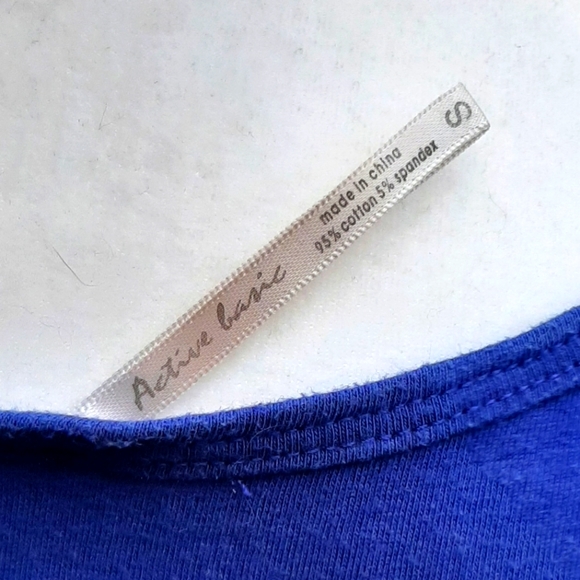 Active basic
made in china
95% cotton 5% spandex
S